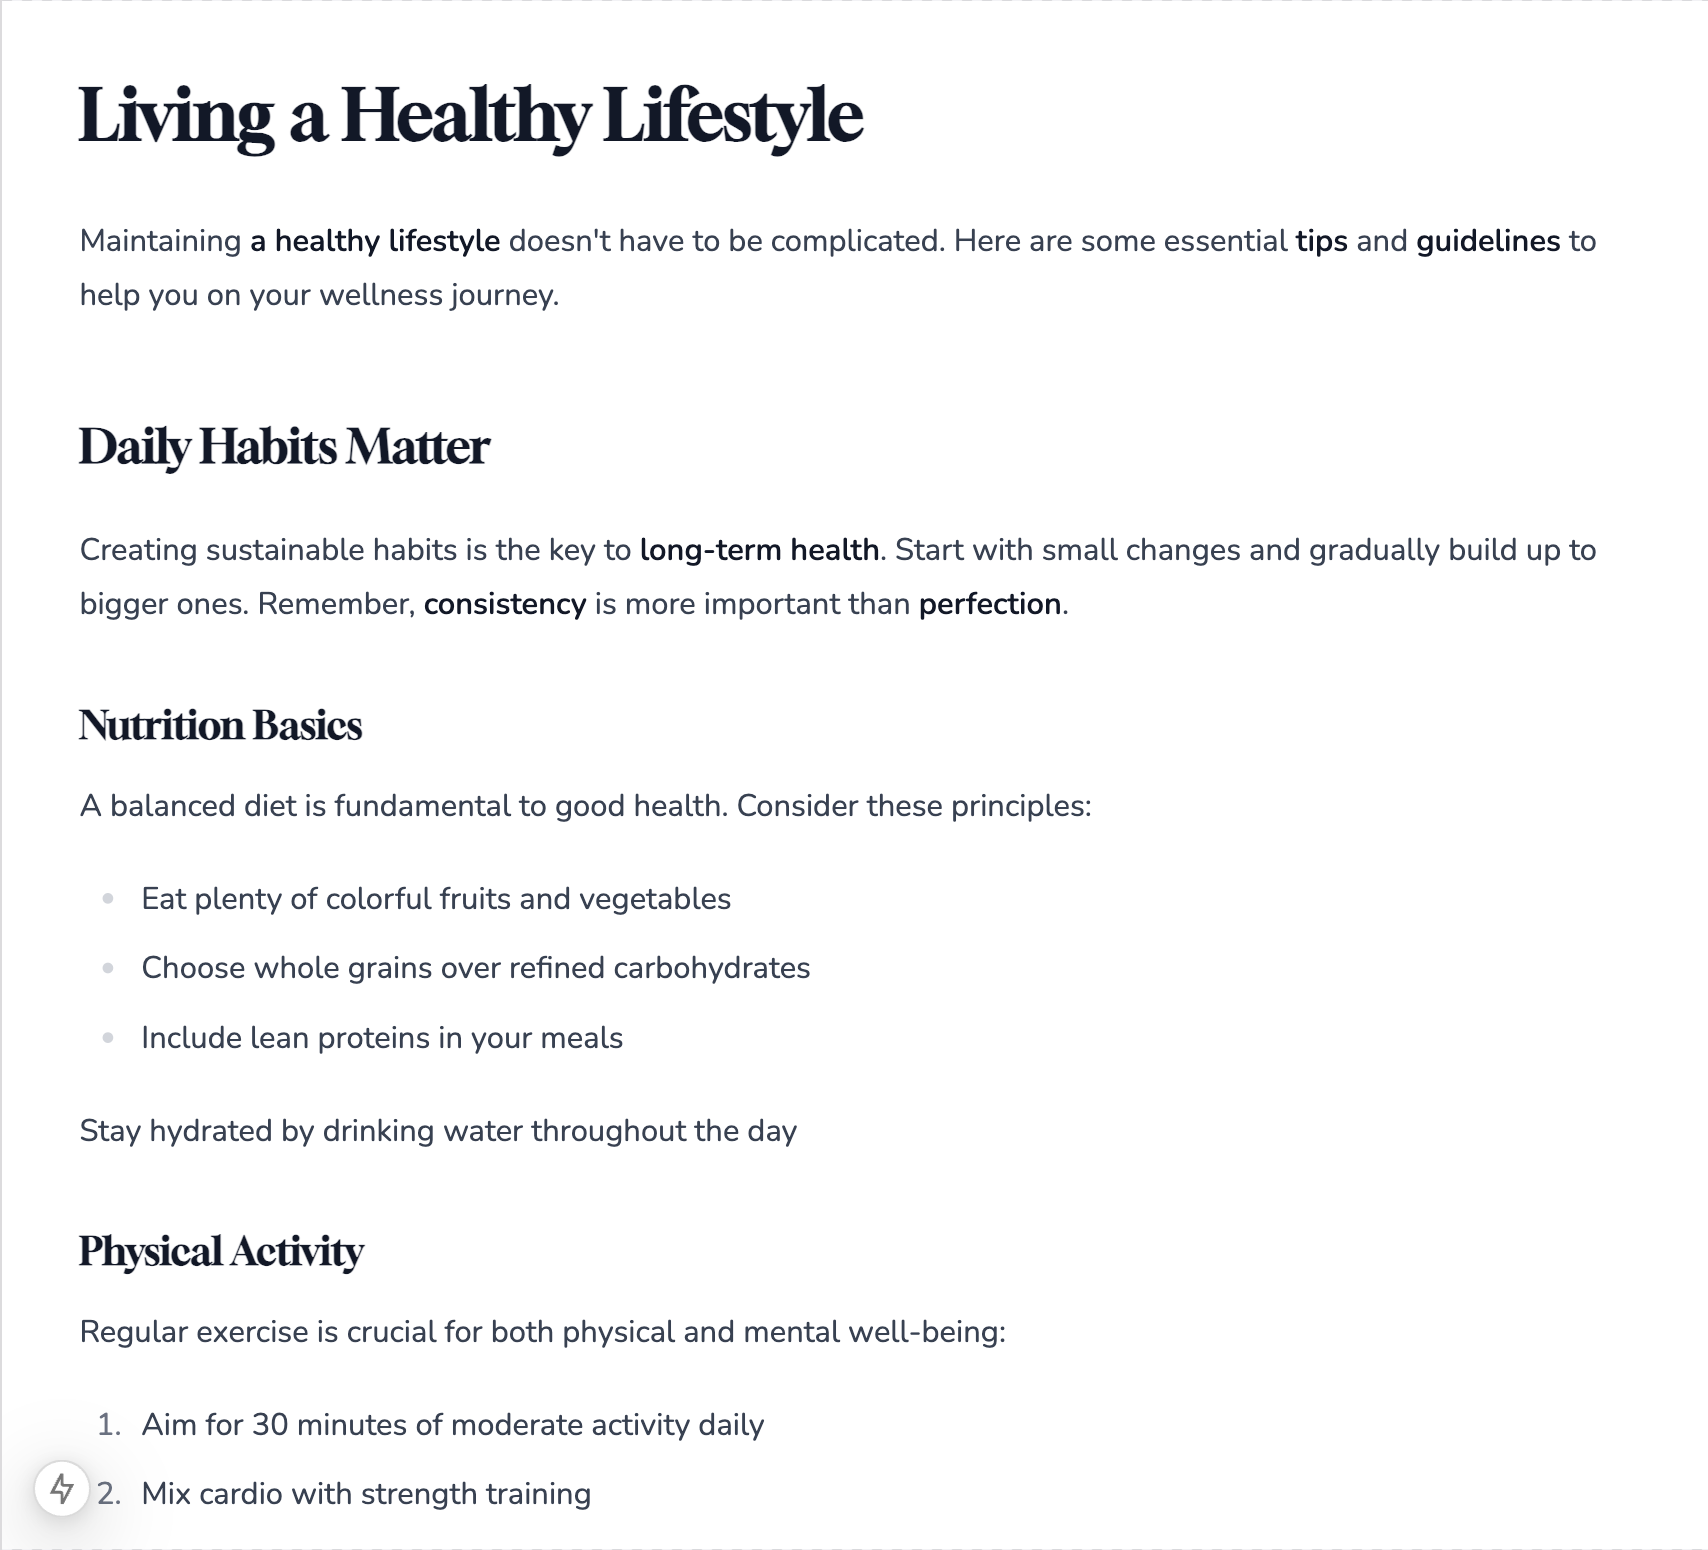 Living a Healthy Lifestyle
Maintaining a healthy lifestyle doesn't have to be complicated. Here are some essential tips and guidelines to
help you on your wellness journey.
Daily Habits Matter
Creating sustainable habits is the key to long-term health. Start with small changes and gradually build up to
bigger ones. Remember, consistency is more important than perfection.
Nutrition Basics
A balanced diet is fundamental to good health. Consider these principles:
• Eat plenty of colorful fruits and vegetables
• Choose whole grains over refined carbohydrates
• Include lean proteins in your meals
Stay hydrated by drinking water throughout the day
Physical Activity
Regular exercise is crucial for both physical and mental well-being:
1. Aim for 30 minutes of moderate activity daily
2. Mix cardio with strength training